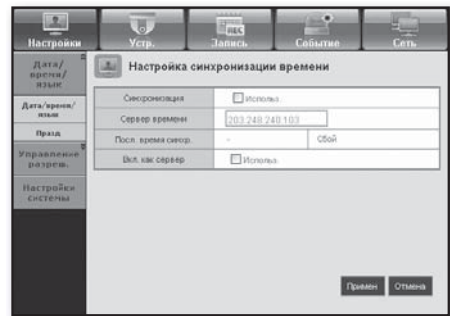 Настройки Устр. Запись Событие Сеть
REC
Дата/
время/
язык
Дата/время/
язык
Празд
Управление
разреш.
Настройки
системы
Настройка синхронизации времени
Синхронизация Использ.
Сервер времени 203.248.240.103
Посл. время синхр. - Сбой
Вкл. как сервер Использ.
Примен Отмена